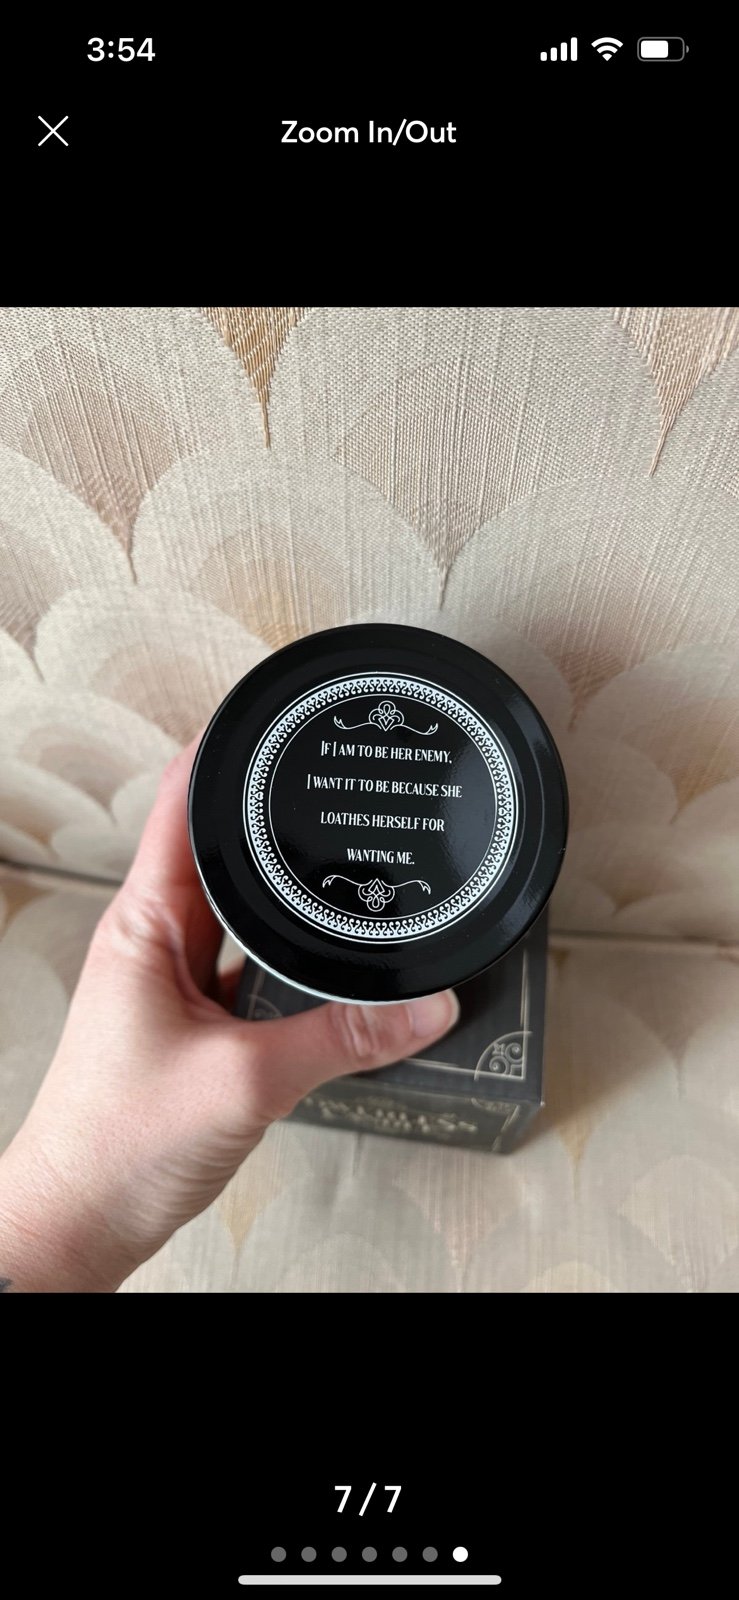 3:54
Zoom In/Out
If I am to be her enemy,
I want it to be because she
loathes herself for
wanting me.
7 / 7